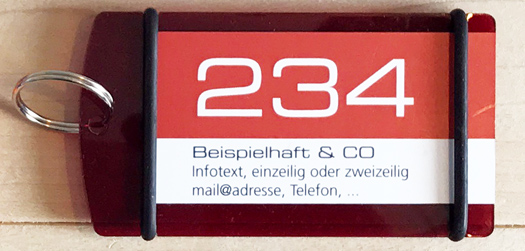 234
Beispielhaft & CO
Infotext, einzeilig oder zweizeilig
mail@adresse, Telefon, ...